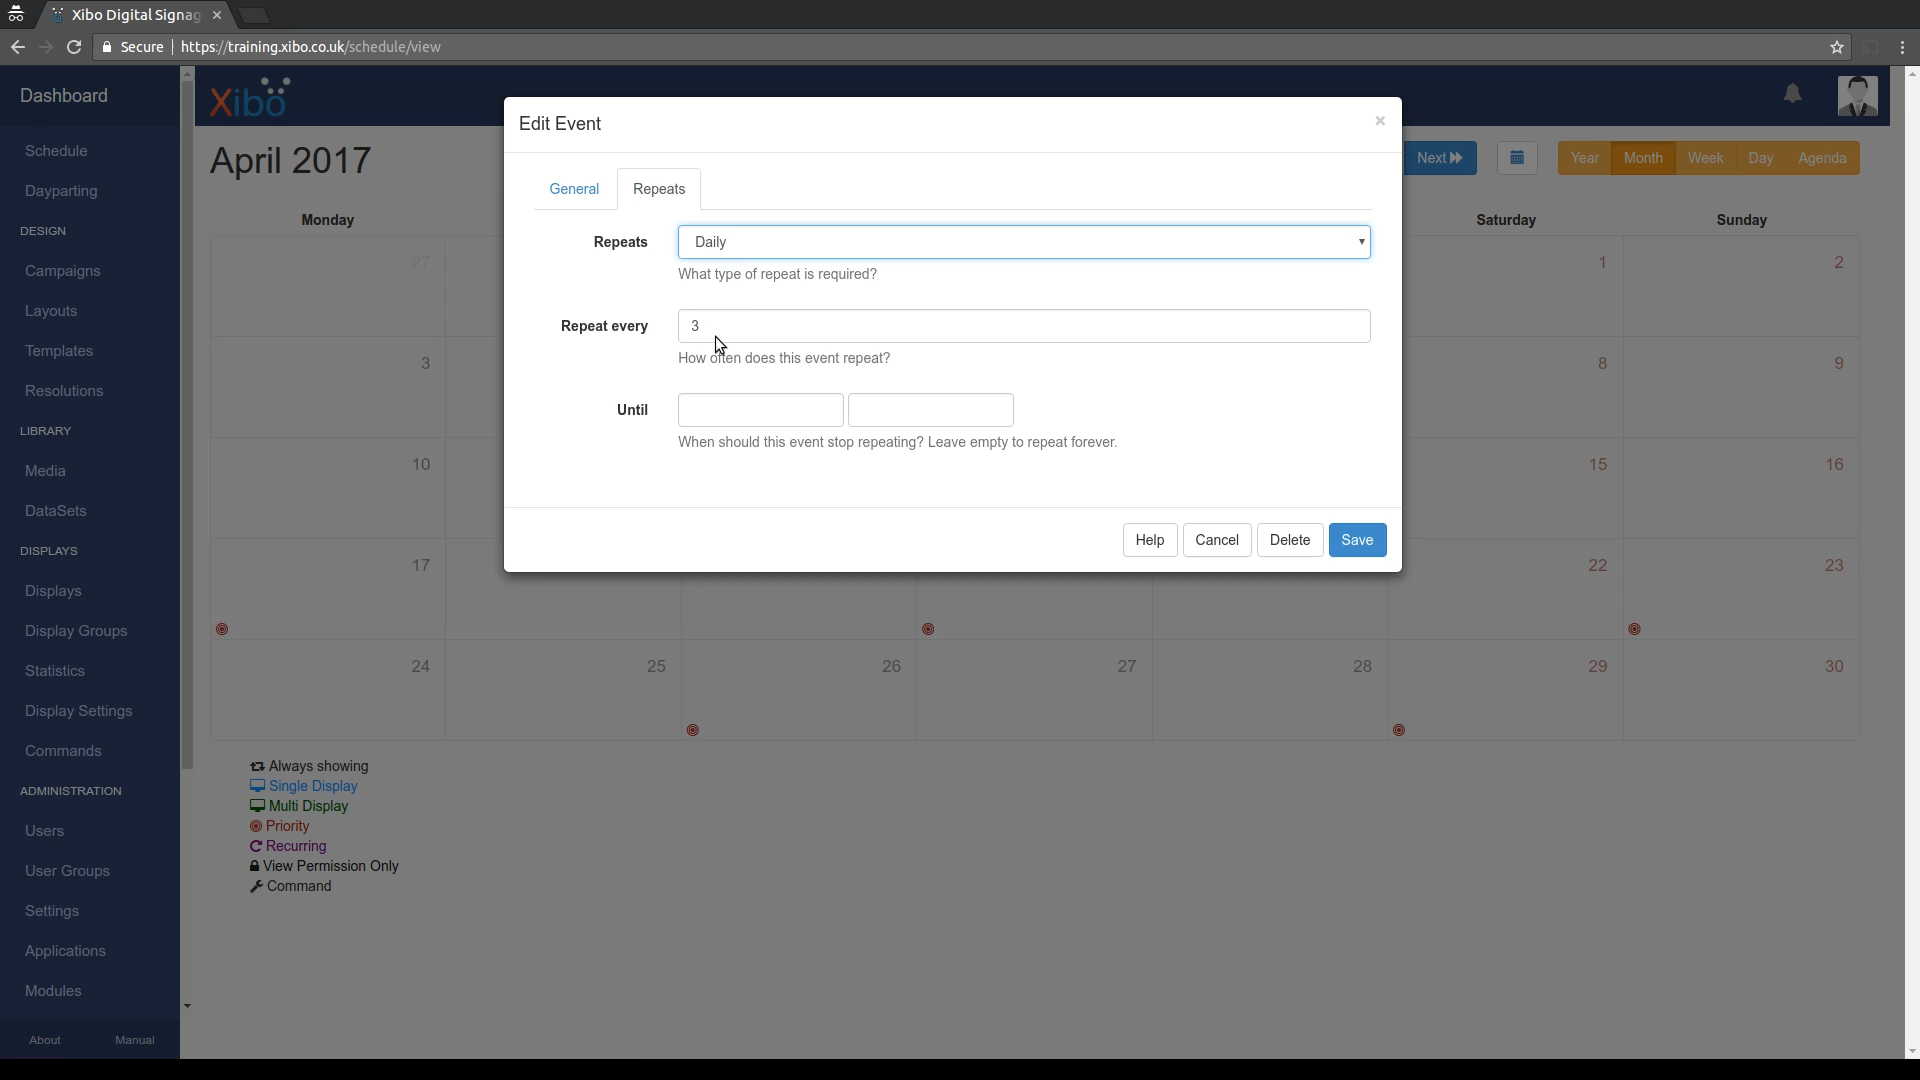 Xibo Digital Signag
Secure https://training.xibo.co.uk/schedule/view
Dashboard
Schedule
Dayparting
DESIGN
Campaigns
Layouts
Templates
Resolutions
LIBRARY
Media
DataSets
DISPLAYS
Displays
Display Groups
Statistics
Display Settings
Commands
ADMINISTRATION
Users
User Groups
Settings
Applications
Modules
About Manual
Xibo
April 2017
Next
Year Month Week Day Agenda
Monday Saturday Sunday
27 1 2
3 8 9
10 15 16
17 22 23
24 25 26 27 28 29 30
Edit Event ×
General Repeats
Repeats Daily
What type of repeat is required?
Repeat every 3
How often does this event repeat?
Until
When should this event stop repeating? Leave empty to repeat forever.
Help Cancel Delete Save
Always showing
Single Display
Multi Display
Priority
Recurring
View Permission Only
Command